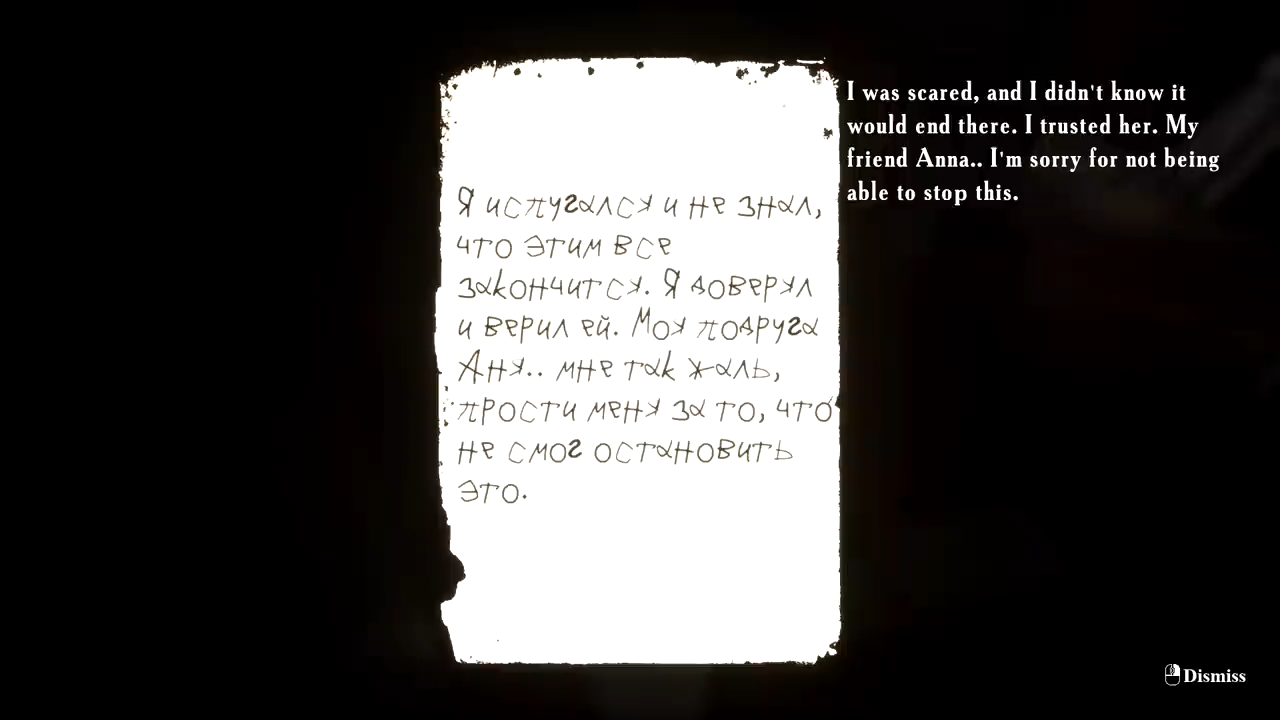 Я испугался и не знал,
что этим все
закончится. Я доверял
и верил ей. Моя подруга
Аня.. мне так жаль,
прости меня за то, что
не смог остановить
это.
I was scared, and I didn't know it
would end there. I trusted her. My
friend Anna.. I'm sorry for not being
able to stop this.
Dismiss